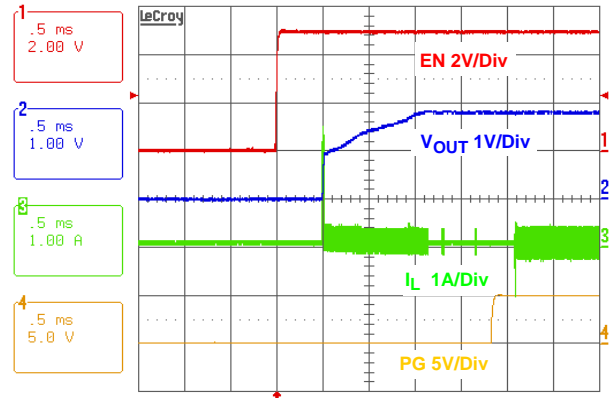 1
.5 ms
2.00 V
LeCroy
EN 2V/Div
1
2
.5 ms
1.00 V
VOUT 1V/Div
2
3
.5 ms
1.00 A
IL 1A/Div
3
4
.5 ms
5.0 V
PG 5V/Div
4